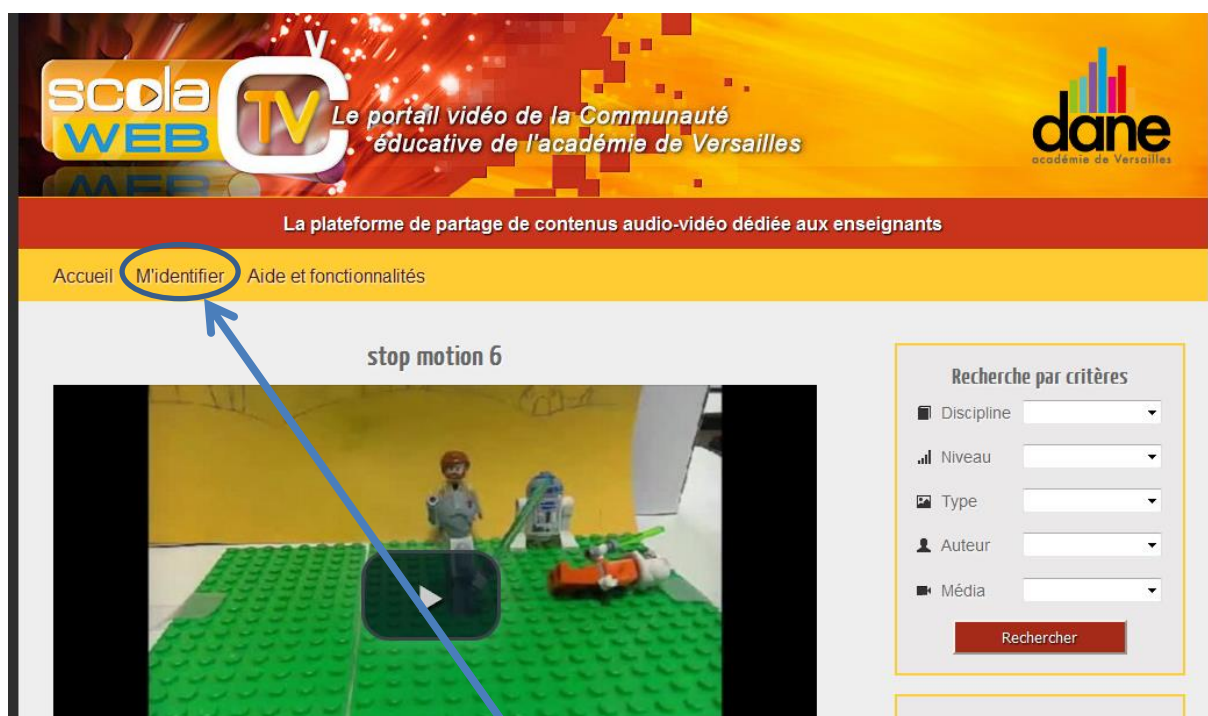 scola
WEB
TV
Le portail vidéo de la Communauté
éducative de l'académie de Versailles
dane
académie de Versailles
La plateforme de partage de contenus audio-vidéo dédiée aux enseignants
Accueil M'identifier Aide et fonctionnalités
stop motion 6
Recherche par critères
Discipline
Niveau
Type
Auteur
Média
Rechercher